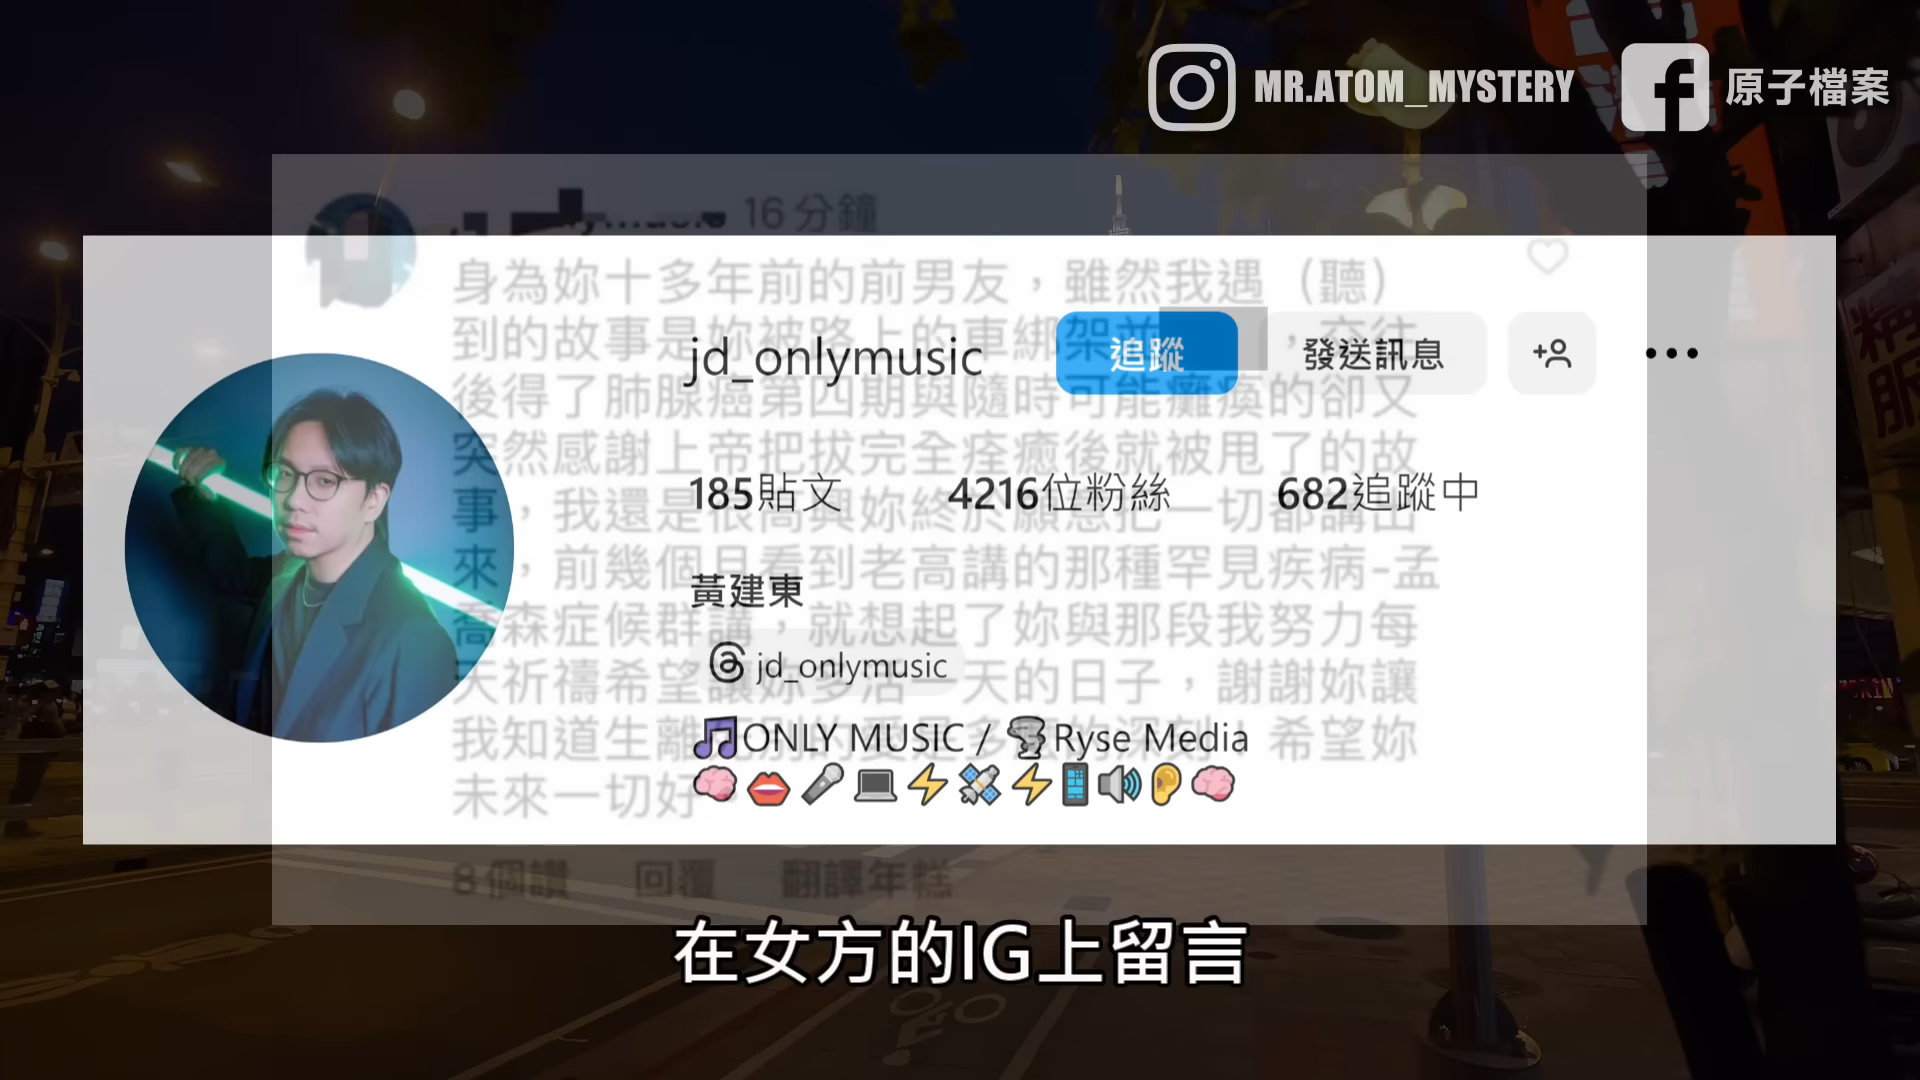 MR.ATOM_MYSTERY
原子檔案
16 分鐘
身為妳十多年前的前男友，雖然我遇（聽）
到的故事是妳被路上的車綁架並
，交往
後得了肺腺癌第四期與隨時可能癱瘓的卻又
突然感謝上帝把拔完全痊癒後就被甩了的故
事，我還是很高興妳終於願意把一切都講出
來，前幾個月看到老高講的那種罕見疾病-孟
喬森症候群講，就想起了妳與那段我努力每
天祈禱希望讓妳多活一天的日子，謝謝妳讓
我知道生離
希望妳
未來一切好
8個讚 回覆 翻譯年糕
jd_onlymusic 追蹤 發送訊息
185貼文 4216位粉絲 682追蹤中
黃建東
jd_onlymusic
🎵ONLY MUSIC / 🌪Ryse Media
🧠👄🎤💻⚡🛰⚡📱🔊👂🧠
在女方的IG上留言